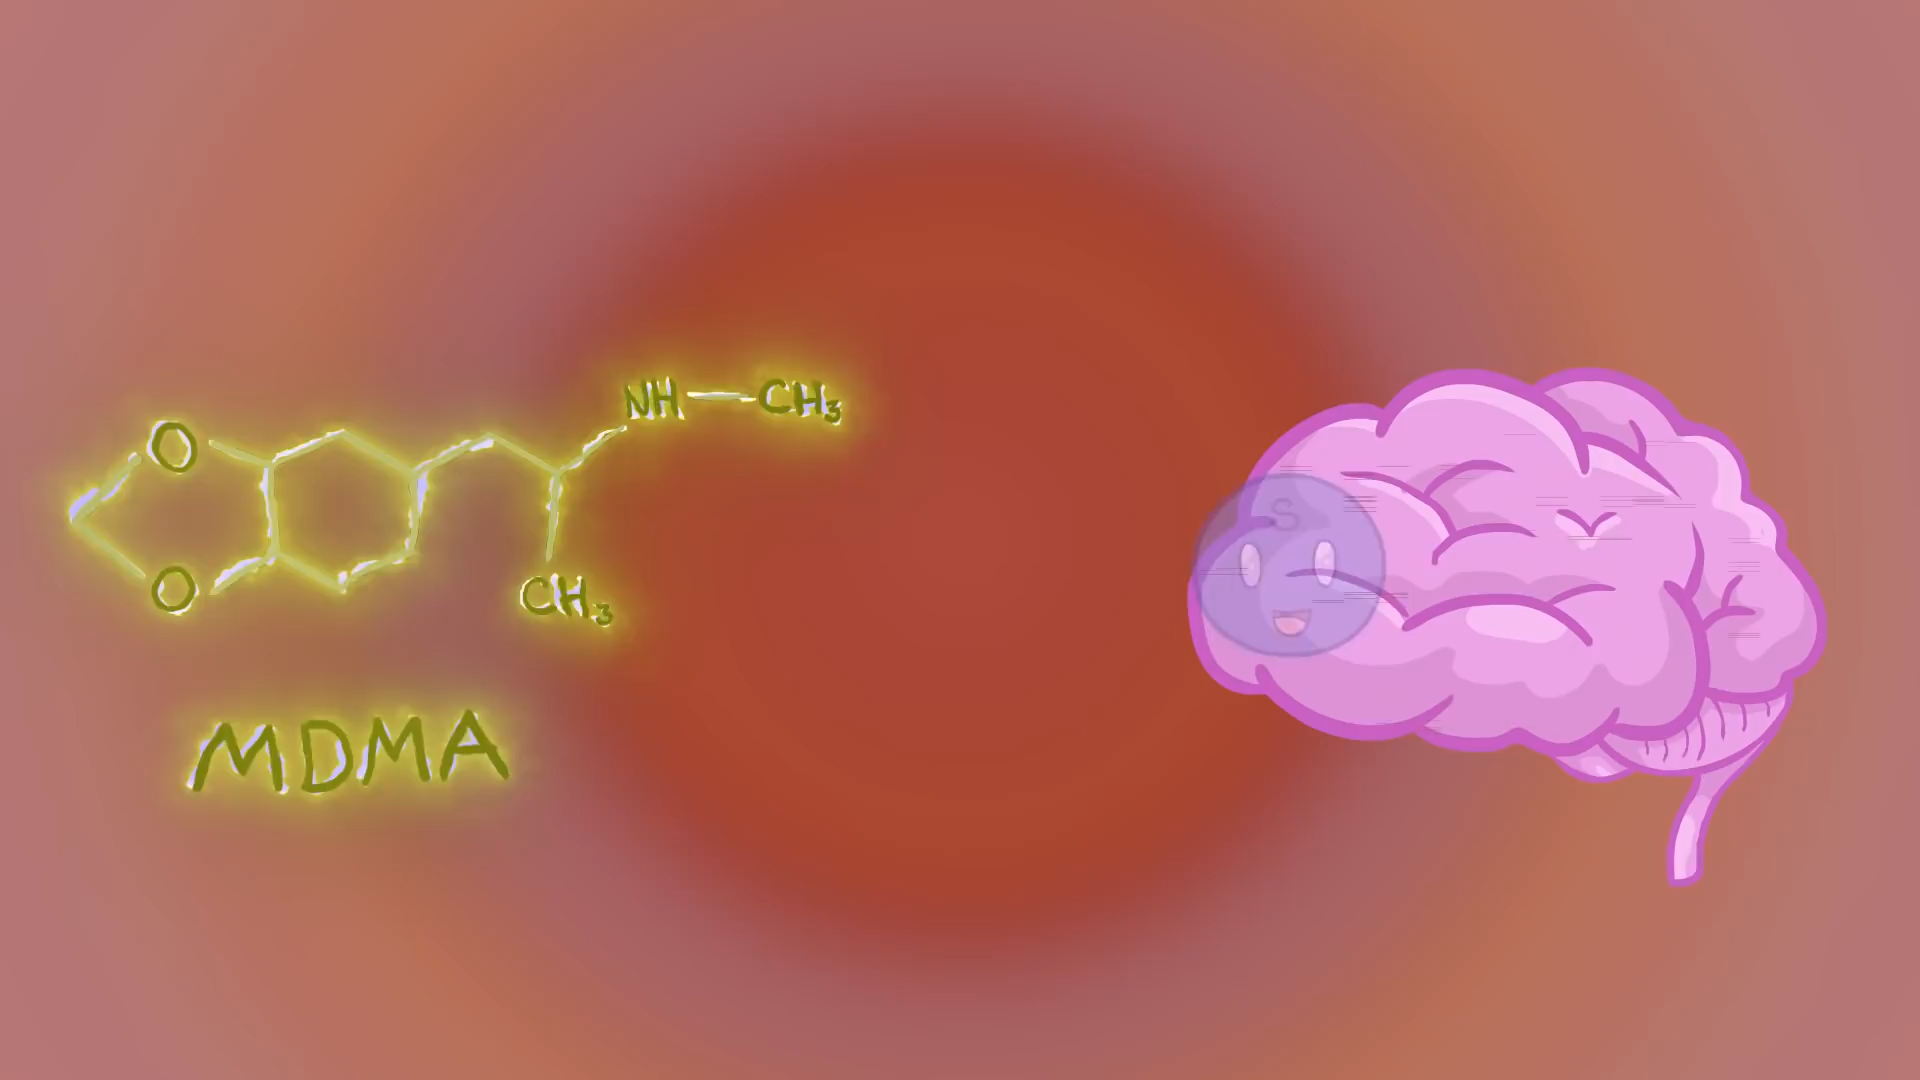 O
NH — CH₃
O
CH₃
S
MDMA